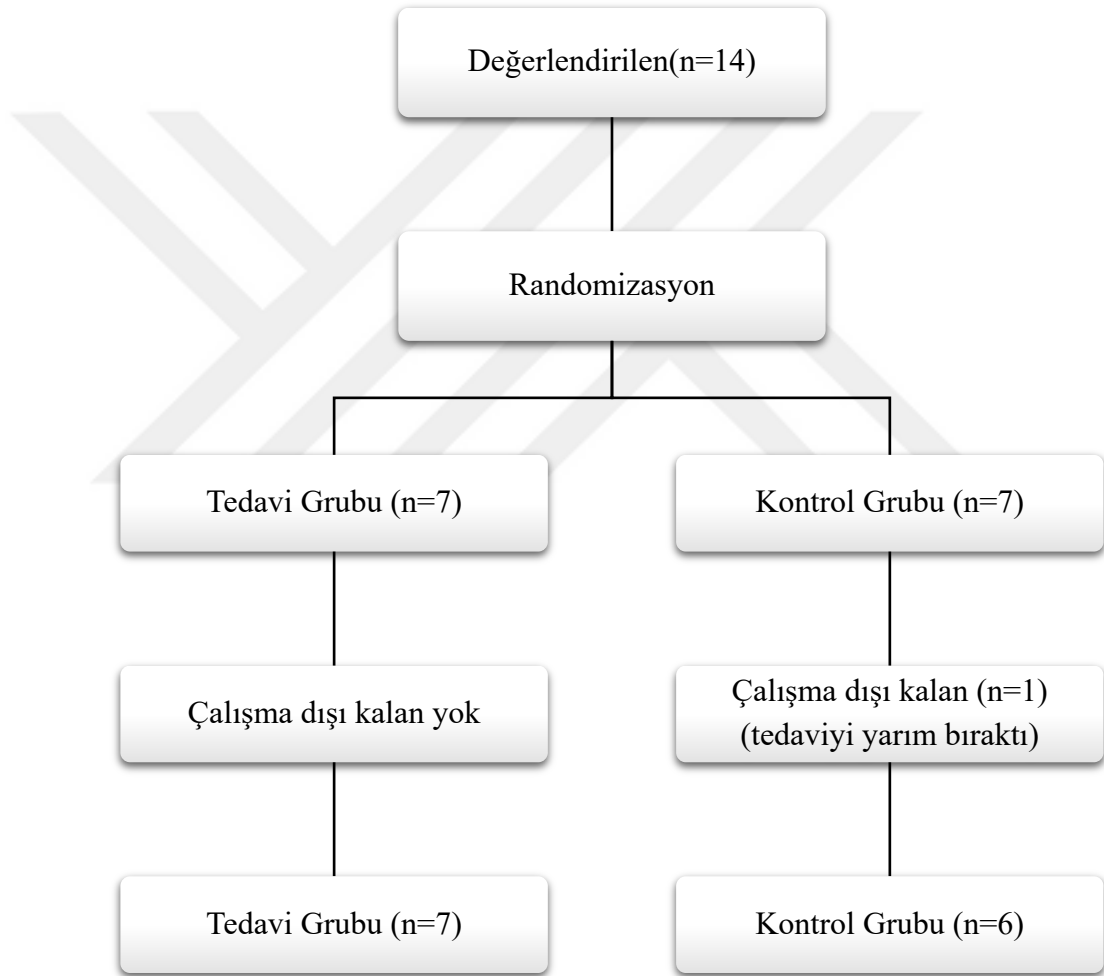 Değerlendirilen(n=14)
Randomizasyon
Tedavi Grubu (n=7)
Kontrol Grubu (n=7)
Çalışma dışı kalan yok
Çalışma dışı kalan (n=1)
(tedaviyi yarım bıraktı)
Tedavi Grubu (n=7)
Kontrol Grubu (n=6)